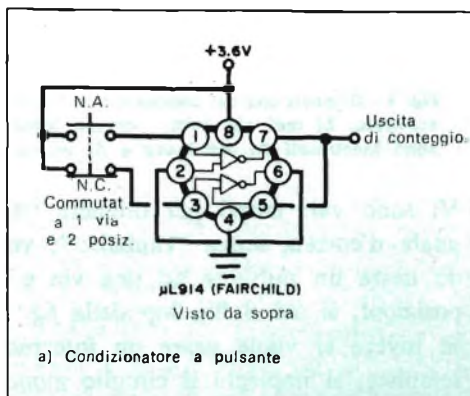 +3.6V
N.A.
1
8
7
Uscita
di conteggio.
2
6
N.C.
3
4
5
Commutat.
a 1 via
e 2 posiz.
µL914 (FAIRCHILD)
Visto da sopra
a) Condizionatore a pulsante